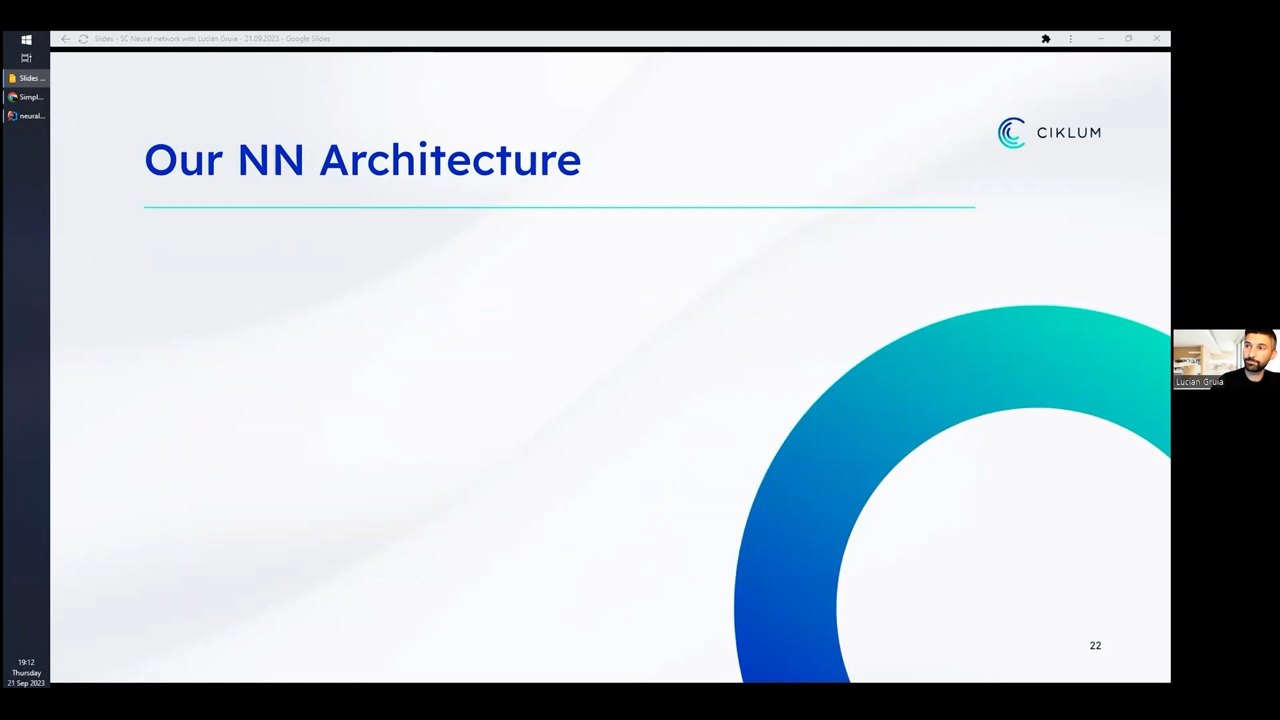 Slides - SC Neural network with Lucian Gruia - 21.09.2023 - Google Slides
Slides ...
Simpl...
neural...
Our NN Architecture
CIKLUM
Lucian Gruia
22
19:12
Thursday
21 Sep 2023